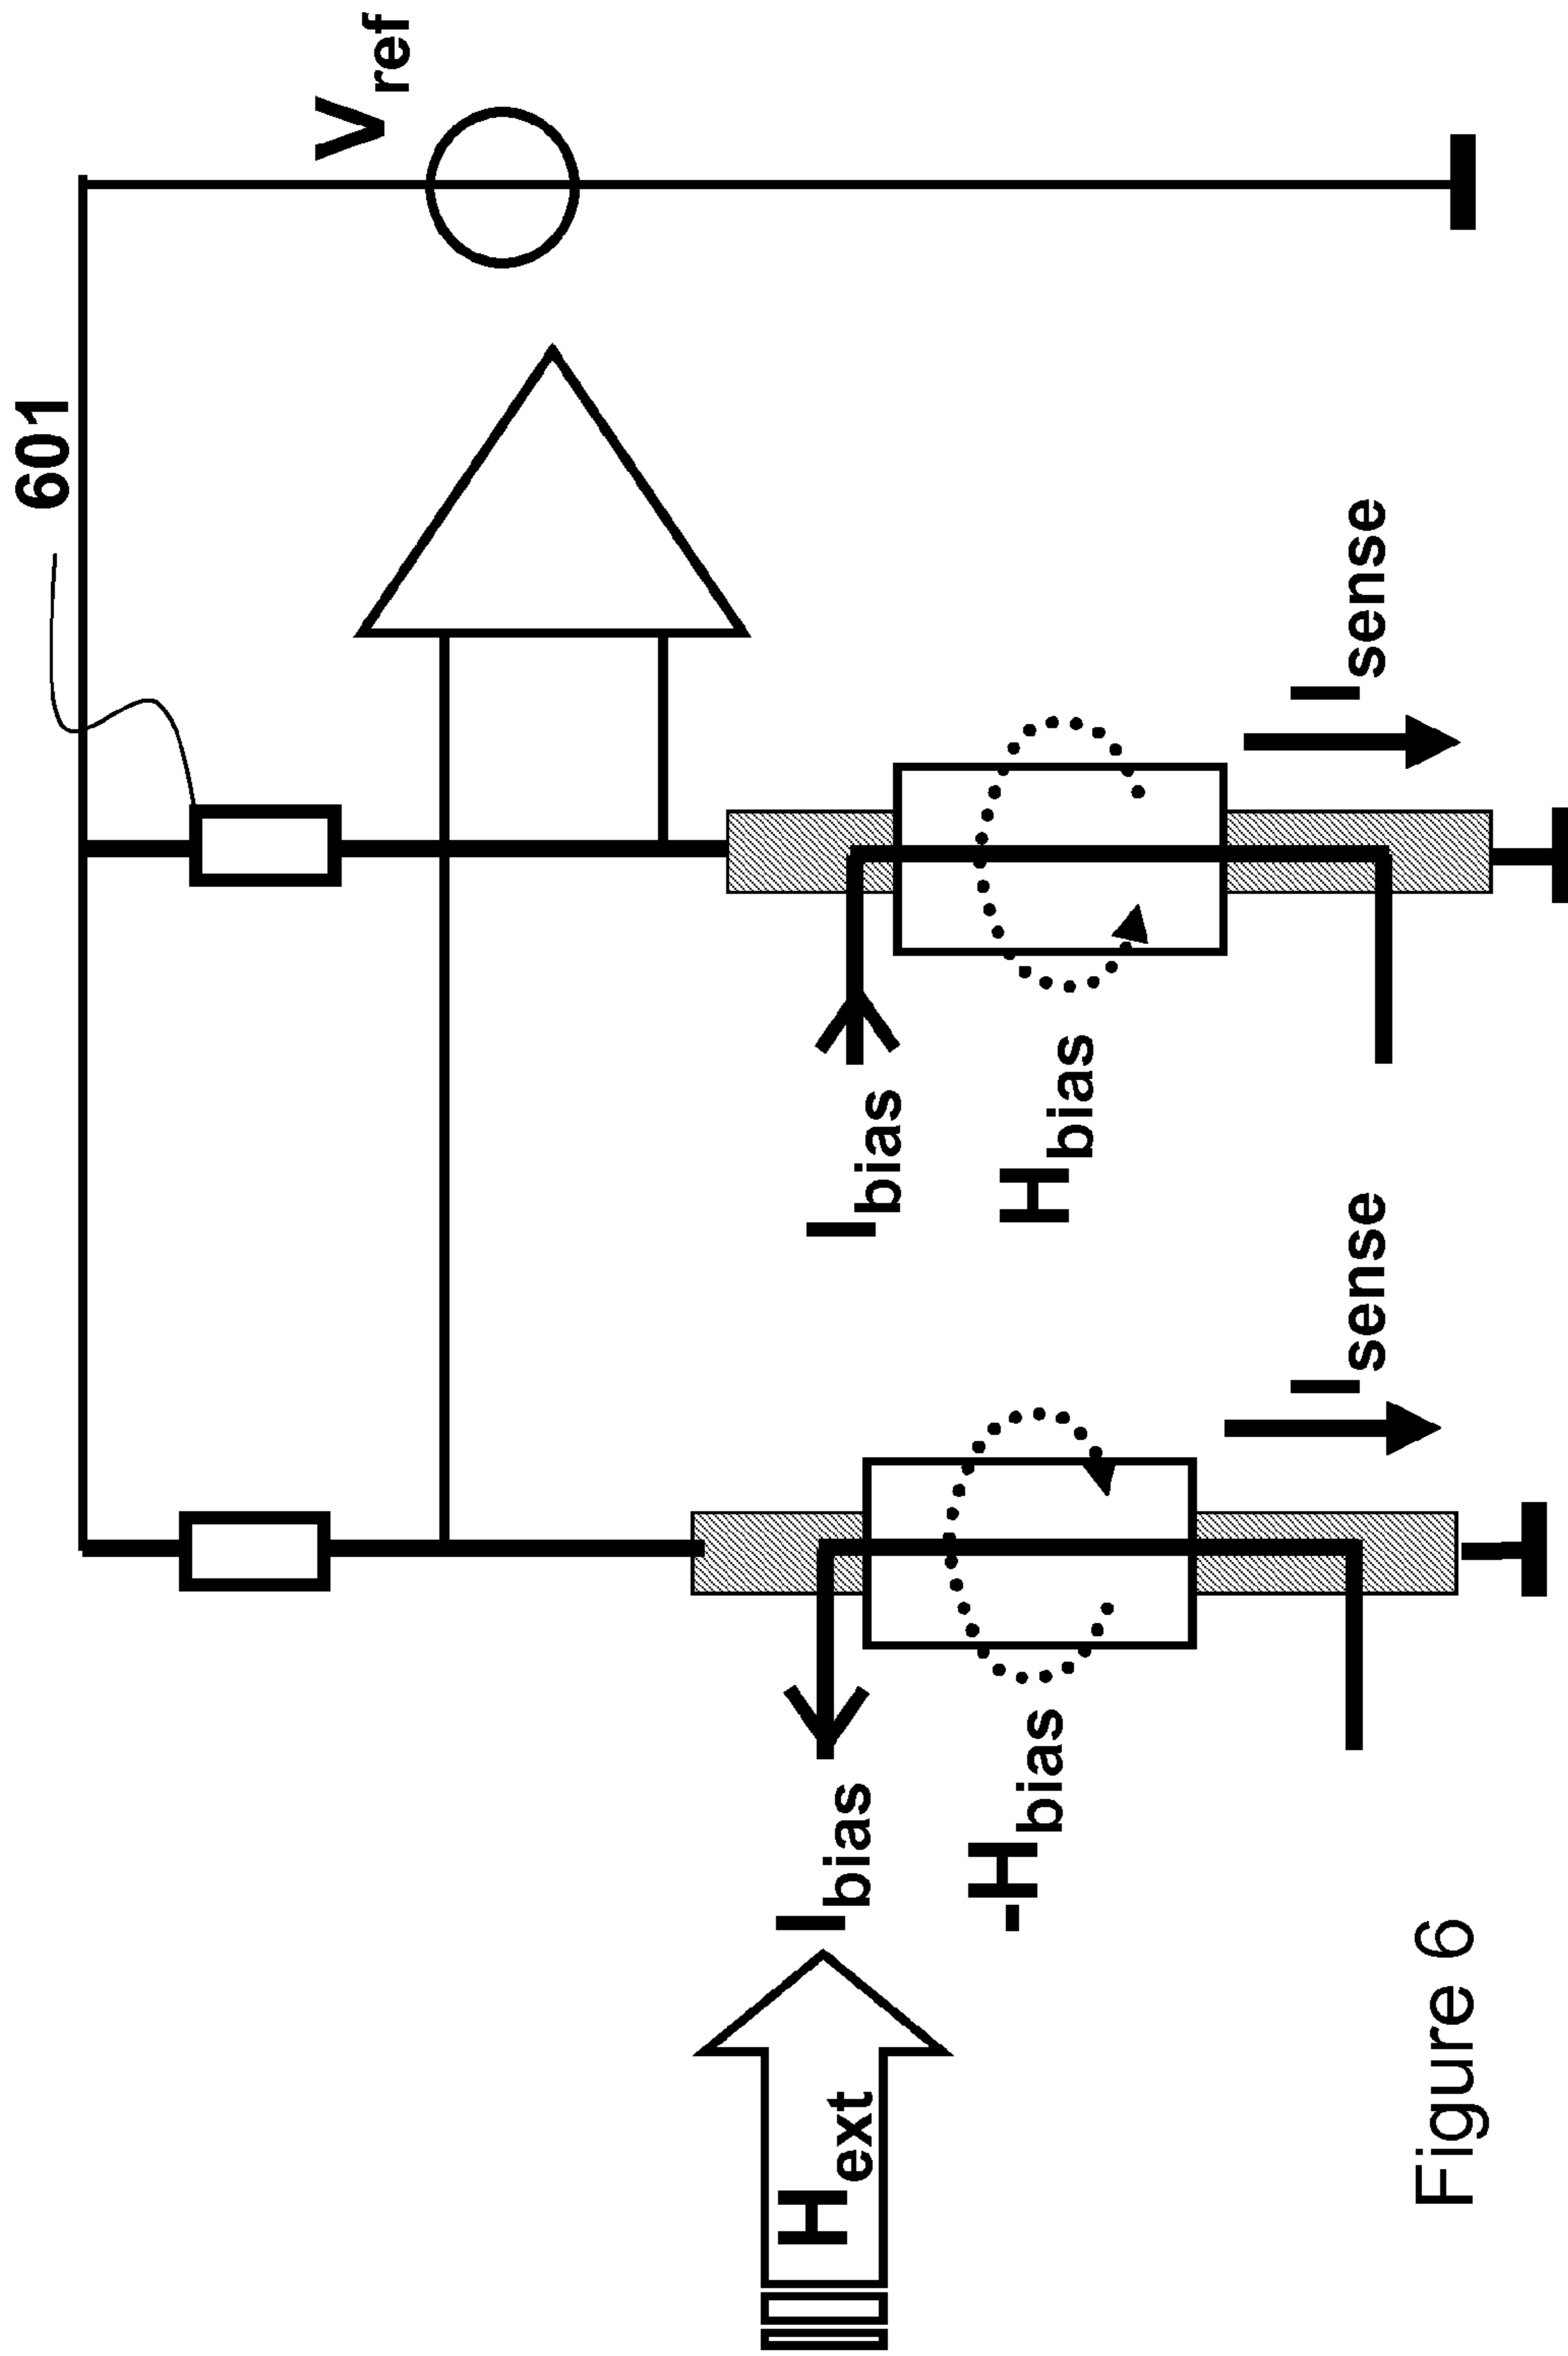 601
V_ref
I_bias
H_bias
I_sense
H_ext
I_bias
-H_bias
I_sense
Figure 6